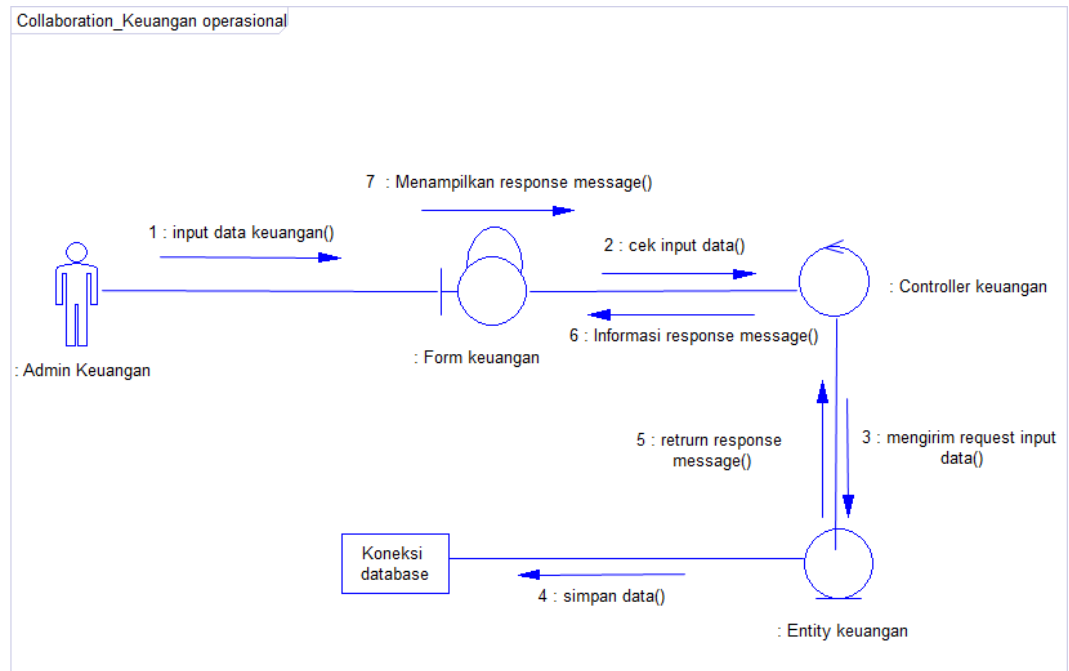 Collaboration_Keuangan operasional
7 : Menampilkan response message()
1 : input data keuangan()
2 : cek input data()
: Controller keuangan
6 : Informasi response message()
: Form keuangan
: Admin Keuangan
5 : retrurn response
message()
3 : mengirim request input
data()
Koneksi
database
4 : simpan data()
: Entity keuangan